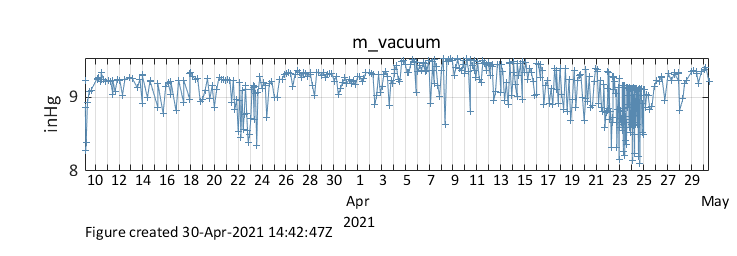 m_vacuum
inHg
9
8
10 12 14 16 18 20 22 24 26 28 30 1 3 5 7 9 11 13 15 17 19 21 23 25 27 29
Apr May
2021
Figure created 30-Apr-2021 14:42:47Z